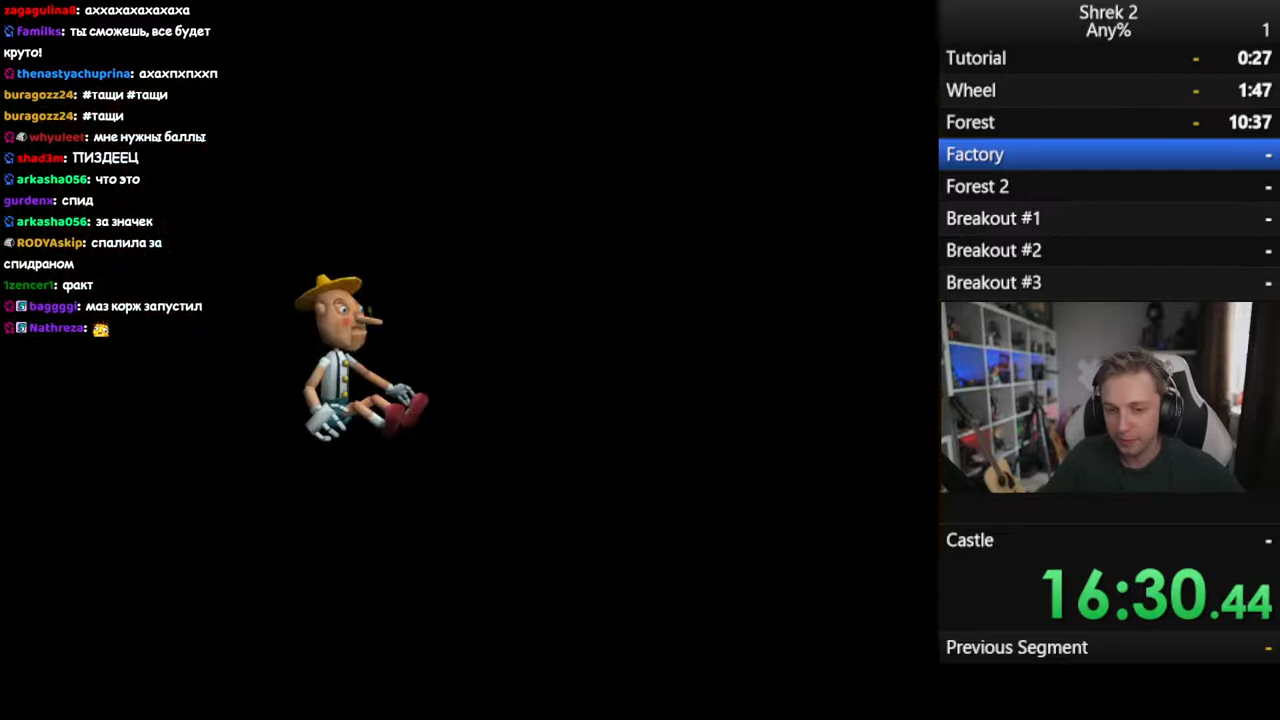 zagagulina8: аххахахахахаха
Familks: ты сможешь, все будет
круто!
thenastyachuprina: ахахпхпххп
buragozz24: #тащи #тащи
buragozz24: #тащи
whyuleet: мне нужны баллы
shad3m: ПИЗДЕЕЦ
arkasha056: что это
gurdenx: спид
arkasha056: за значек
RODYAskip: спалила за
спидраном
1zencer1: факт
baggggi: маз корж запустил
Nathreza:
Shrek 2
Any% 1
Tutorial - 0:27
Wheel - 1:47
Forest - 10:37
Factory -
Forest 2 -
Breakout #1 -
Breakout #2 -
Breakout #3 -
Castle -
16:30.44
Previous Segment -